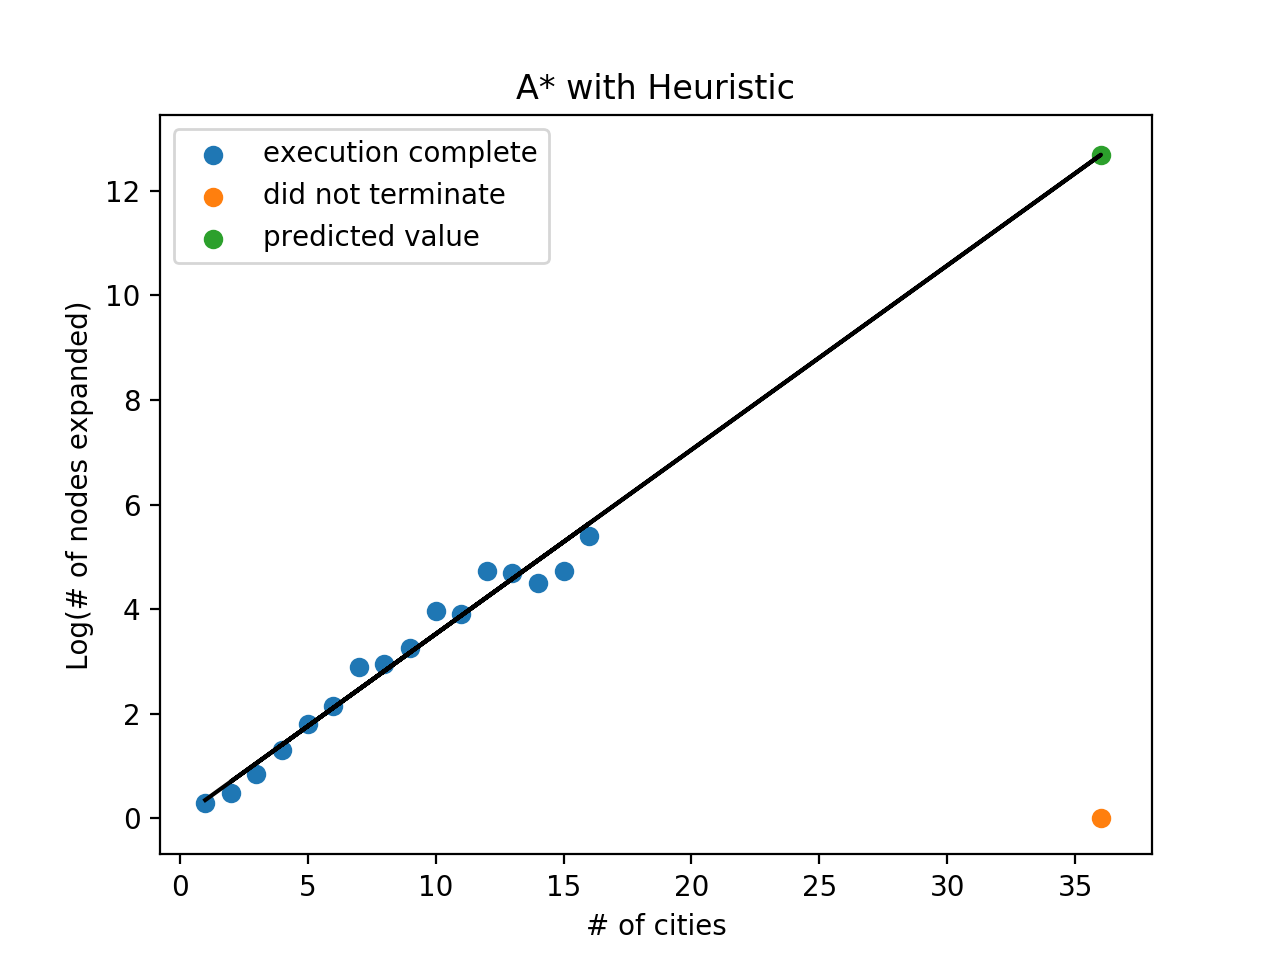 A* with Heuristic
execution complete
did not terminate
predicted value
Log(# of nodes expanded)
12
10
8
6
4
2
0
0 5 10 15 20 25 30 35
# of cities